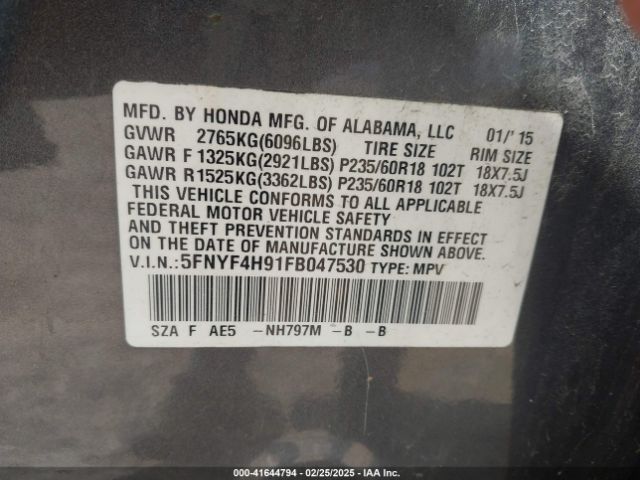 MFD. BY HONDA MFG. OF ALABAMA, LLC 01/'15
GVWR 2765KG(6096LBS) TIRE SIZE RIM SIZE
GAWR F 1325KG(2921LBS) P235/60R18 102T 18X7.5J
GAWR R1525KG(3362LBS) P235/60R18 102T 18X7.5J
THIS VEHICLE CONFORMS TO ALL APPLICABLE
FEDERAL MOTOR VEHICLE SAFETY
AND THEFT PREVENTION STANDARDS IN EFFECT
ON THE DATE OF MANUFACTURE SHOWN ABOVE.
V.I.N.:5FNYF4H91FB047530 TYPE: MPV
SZA F AE5 -NH797M -B -B
000-41644794 - 02/25/2025 - IAA Inc.